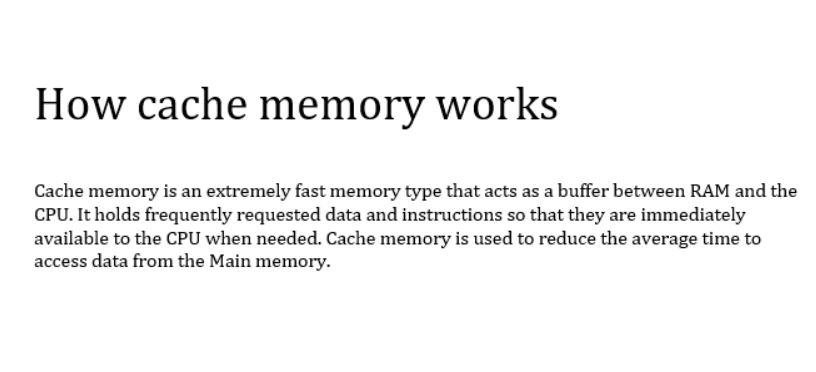 How cache memory works
Cache memory is an extremely fast memory type that acts as a buffer between RAM and the
CPU. It holds frequently requested data and instructions so that they are immediately
available to the CPU when needed. Cache memory is used to reduce the average time to
access data from the Main memory.